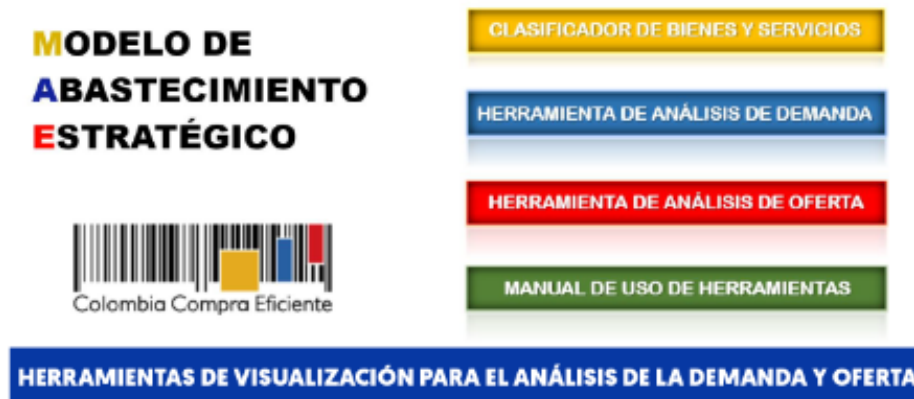 MODELO DE
ABASTECIMIENTO
ESTRATÉGICO
Colombia Compra Eficiente
CLASIFICADOR DE BIENES Y SERVICIOS
HERRAMIENTA DE ANÁLISIS DE DEMANDA
HERRAMIENTA DE ANÁLISIS DE OFERTA
MANUAL DE USO DE HERRAMIENTAS
HERRAMIENTAS DE VISUALIZACIÓN PARA EL ANÁLISIS DE LA DEMANDA Y OFERTA